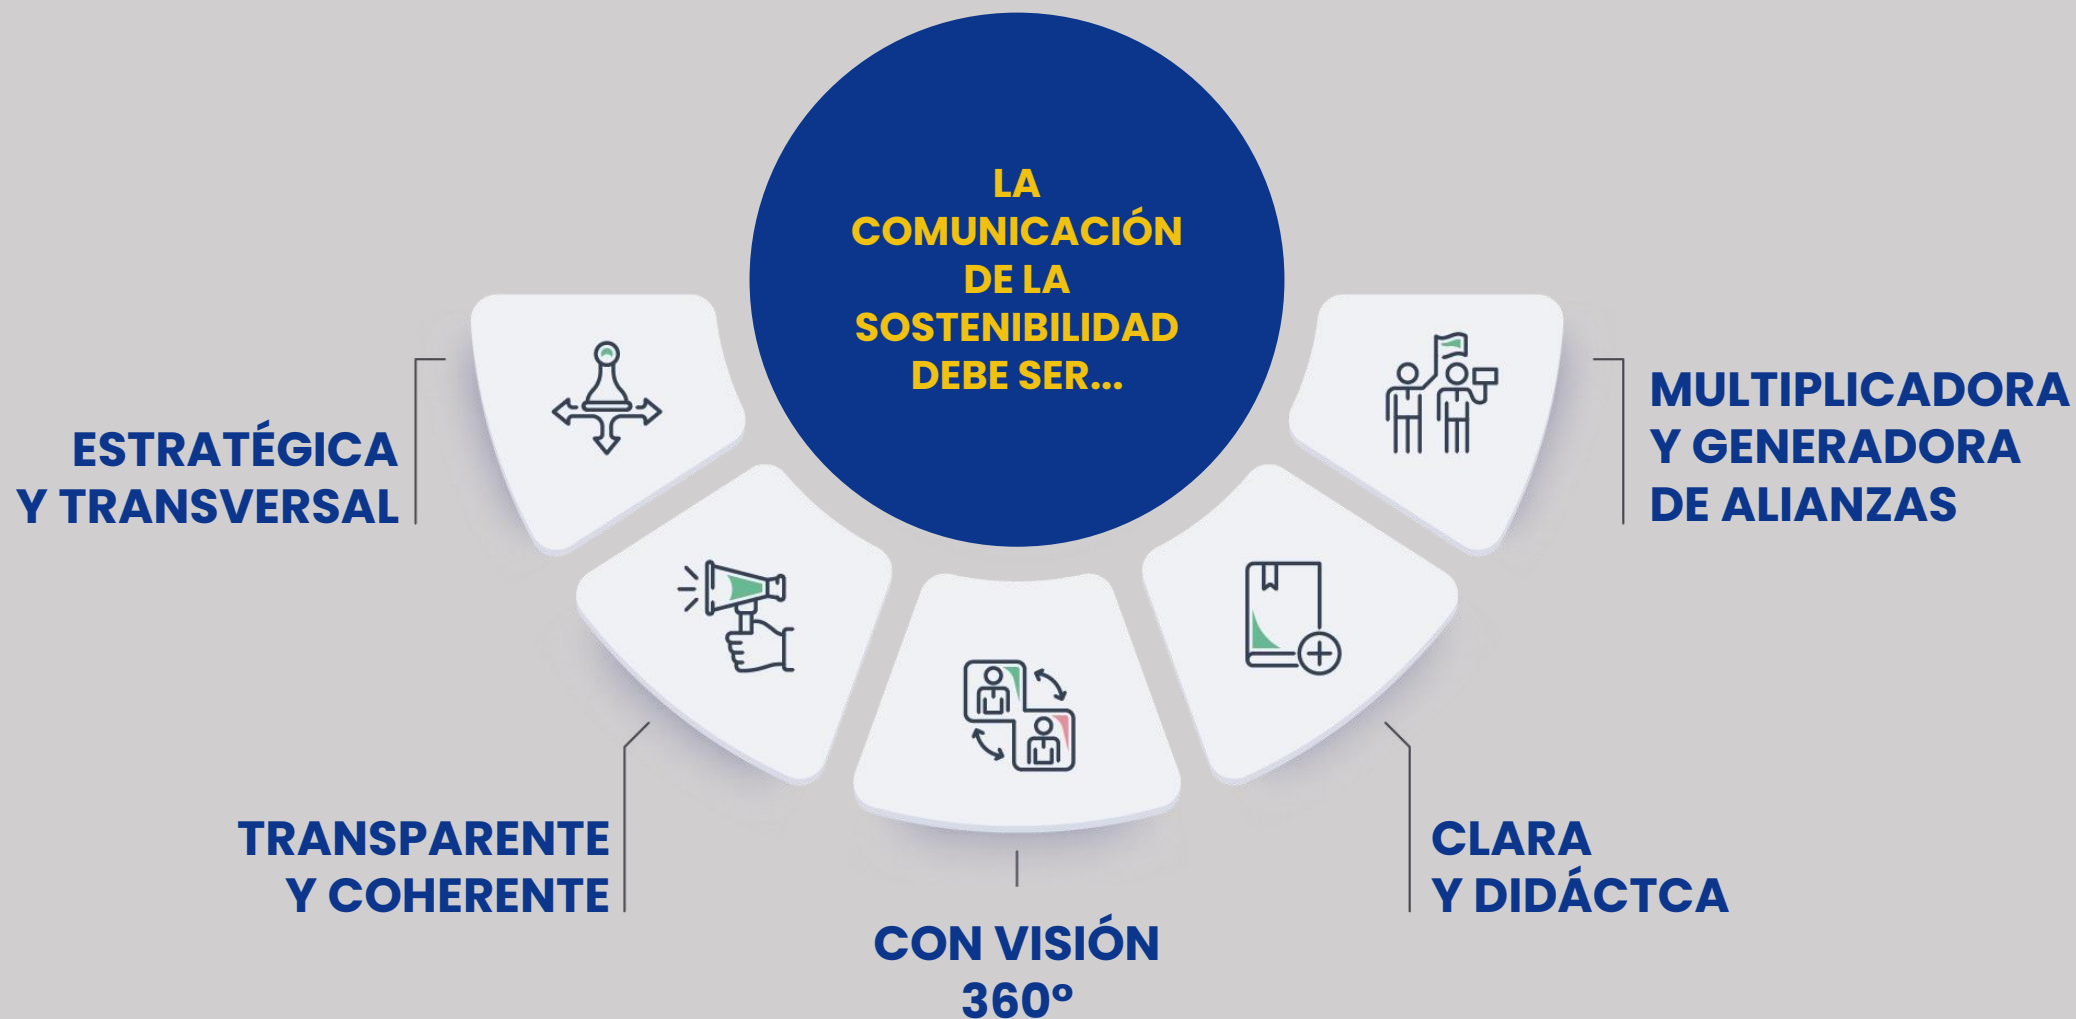 LA
COMUNICACIÓN
DE LA
SOSTENIBILIDAD
DEBE SER...
ESTRATÉGICA
Y TRANSVERSAL
TRANSPARENTE
Y COHERENTE
CON VISIÓN
360º
CLARA
Y DIDÁCTCA
MULTIPLICADORA
Y GENERADORA
DE ALIANZAS